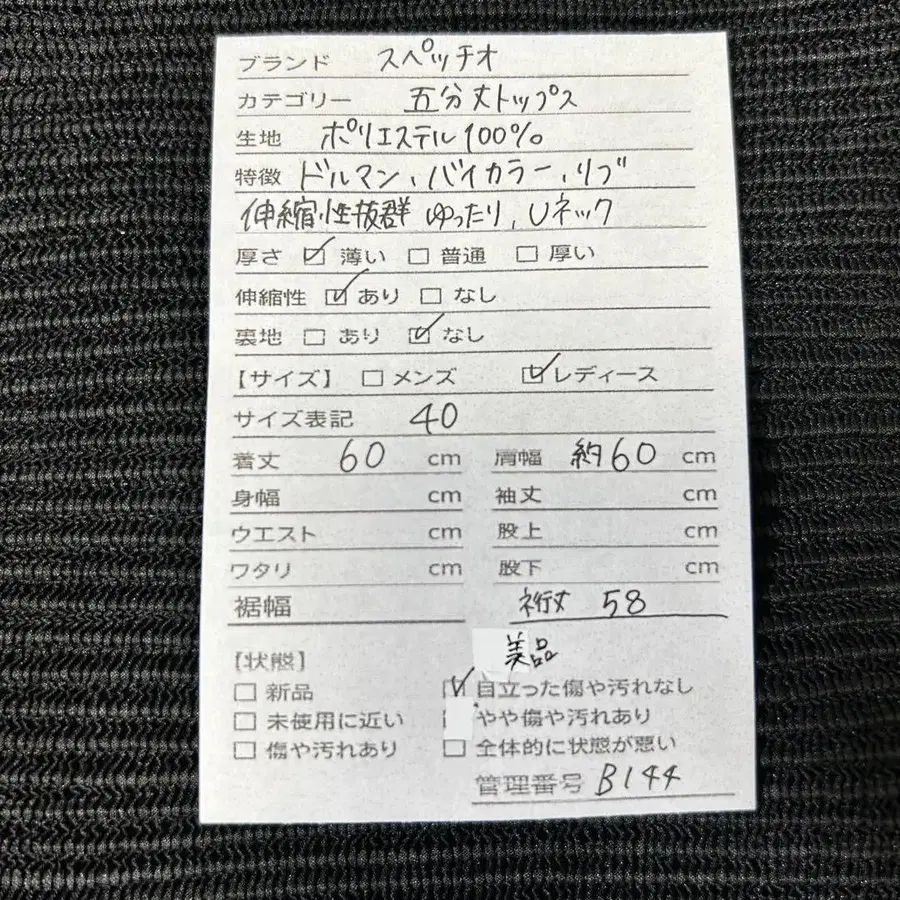 ブランド スペッチオ
カテゴリー 五分丈トップス
生地 ポリエステル100%
特徴 ドルマン、バイカラー、リブ
伸縮性抜群 ゆったり、Uネック
厚さ ☑ 薄い ☐ 普通 ☐ 厚い
伸縮性 ☑ あり ☐ なし
裏地 ☐ あり ☑ なし
【サイズ】 ☐ メンズ ☑ レディース
サイズ表記 40
着丈 60 cm 肩幅 約60 cm
身幅 cm 袖丈 cm
ウエスト cm 股上 cm
ワタリ cm 股下 cm
裾幅 裄丈 58
【状態】 美品
☐ 新品 ☑ 目立った傷や汚れなし
☐ 未使用に近い ☐ やや傷や汚れあり
☐ 傷や汚れあり ☐ 全体的に状態が悪い
管理番号 B144